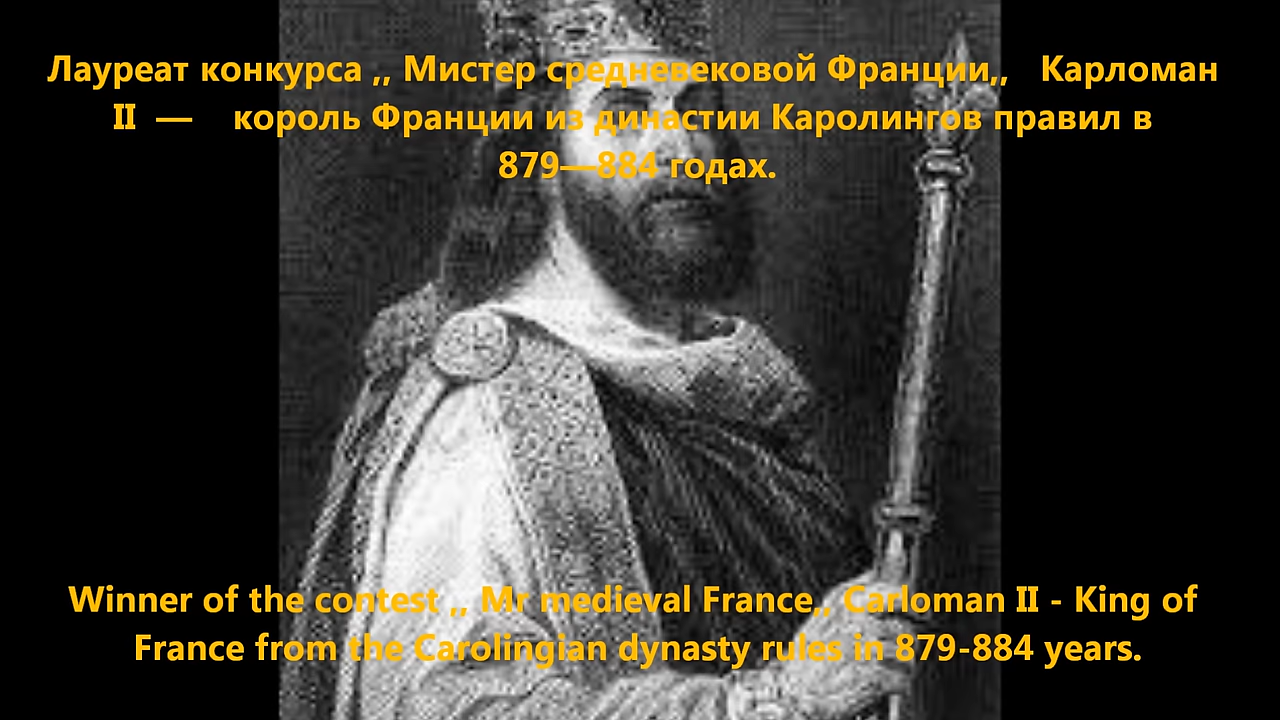 Лауреат конкурса ,, Мистер средневековой Франции,, Карломан
II — король Франции из династии Каролингов правил в
879—884 годах.
Winner of the contest ,, Mr medieval France,, Carloman II - King of
France from the Carolingian dynasty rules in 879-884 years.